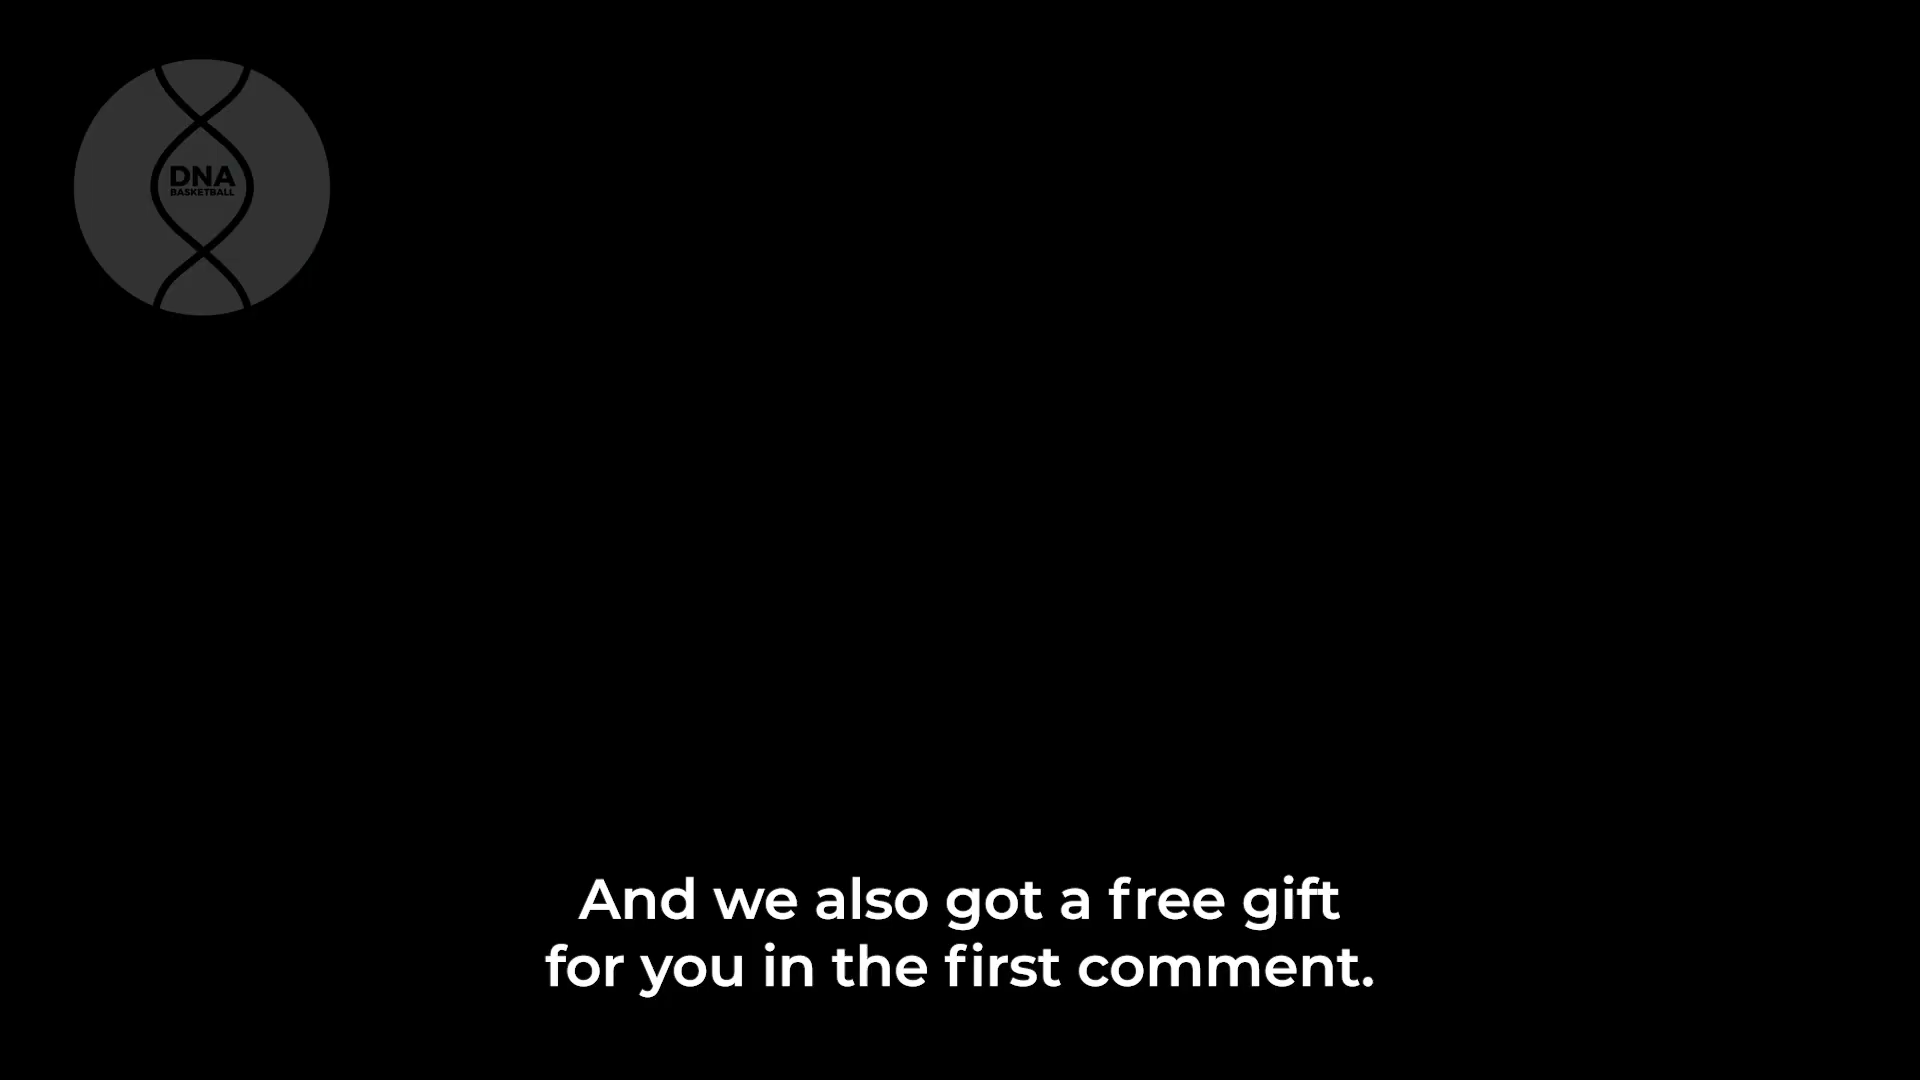 DNA
BASKETBALL
And we also got a free gift
for you in the first comment.